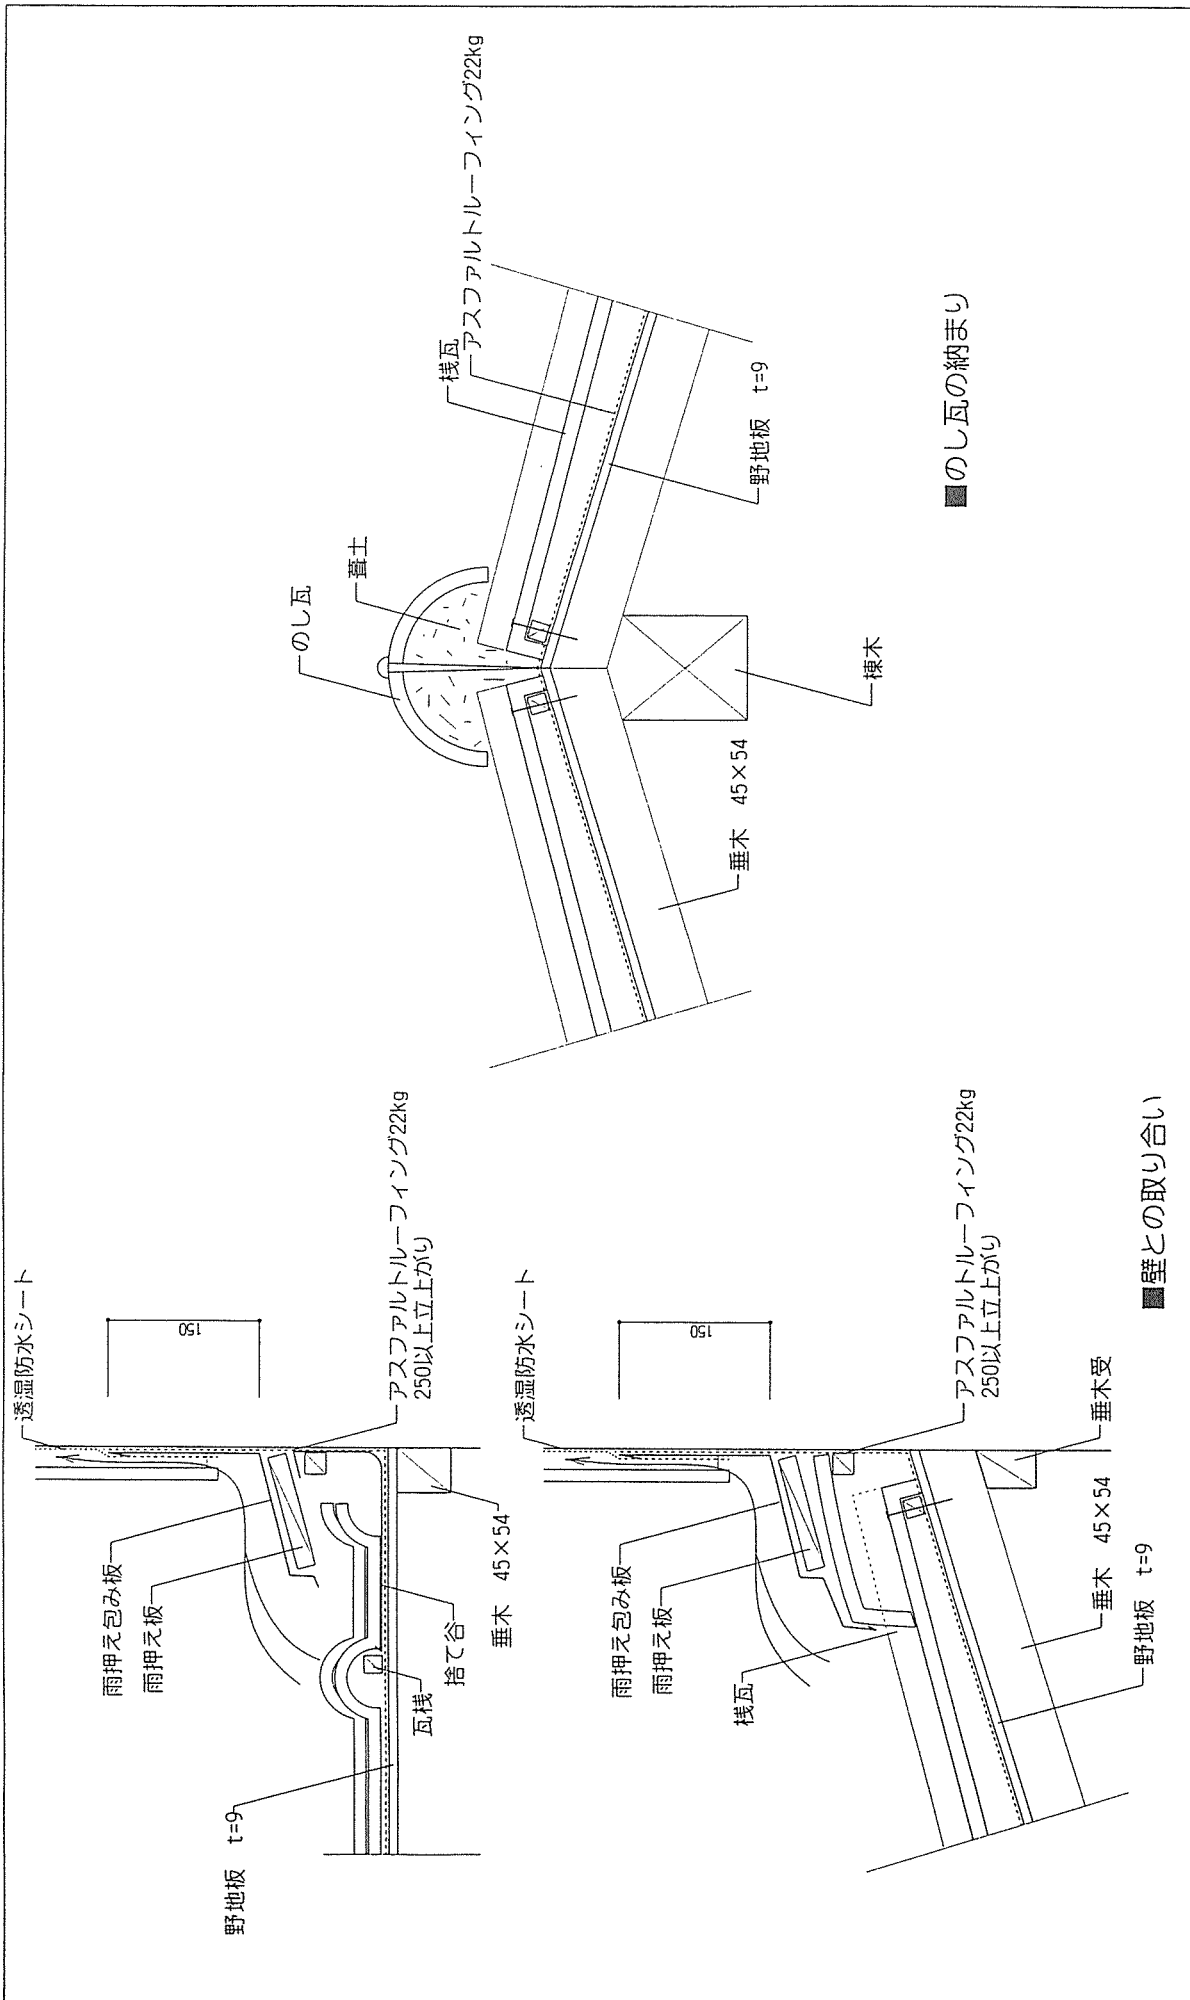 透湿防水シート
雨押え包み板
雨押え板
150
野地板 t=9
瓦桟
捨て谷
垂木 45×54
アスファルトルーフィング22kg
250以上立上がり
透湿防水シート
雨押え包み板
雨押え板
150
桟瓦
アスファルトルーフィング22kg
250以上立上がり
垂木受
垂木 45×54
野地板 t=9
■壁との取り合い
のし瓦
葺土
桟瓦
アスファルトルーフィング22kg
野地板 t=9
垂木 45×54
棟木
■のし瓦の納まり